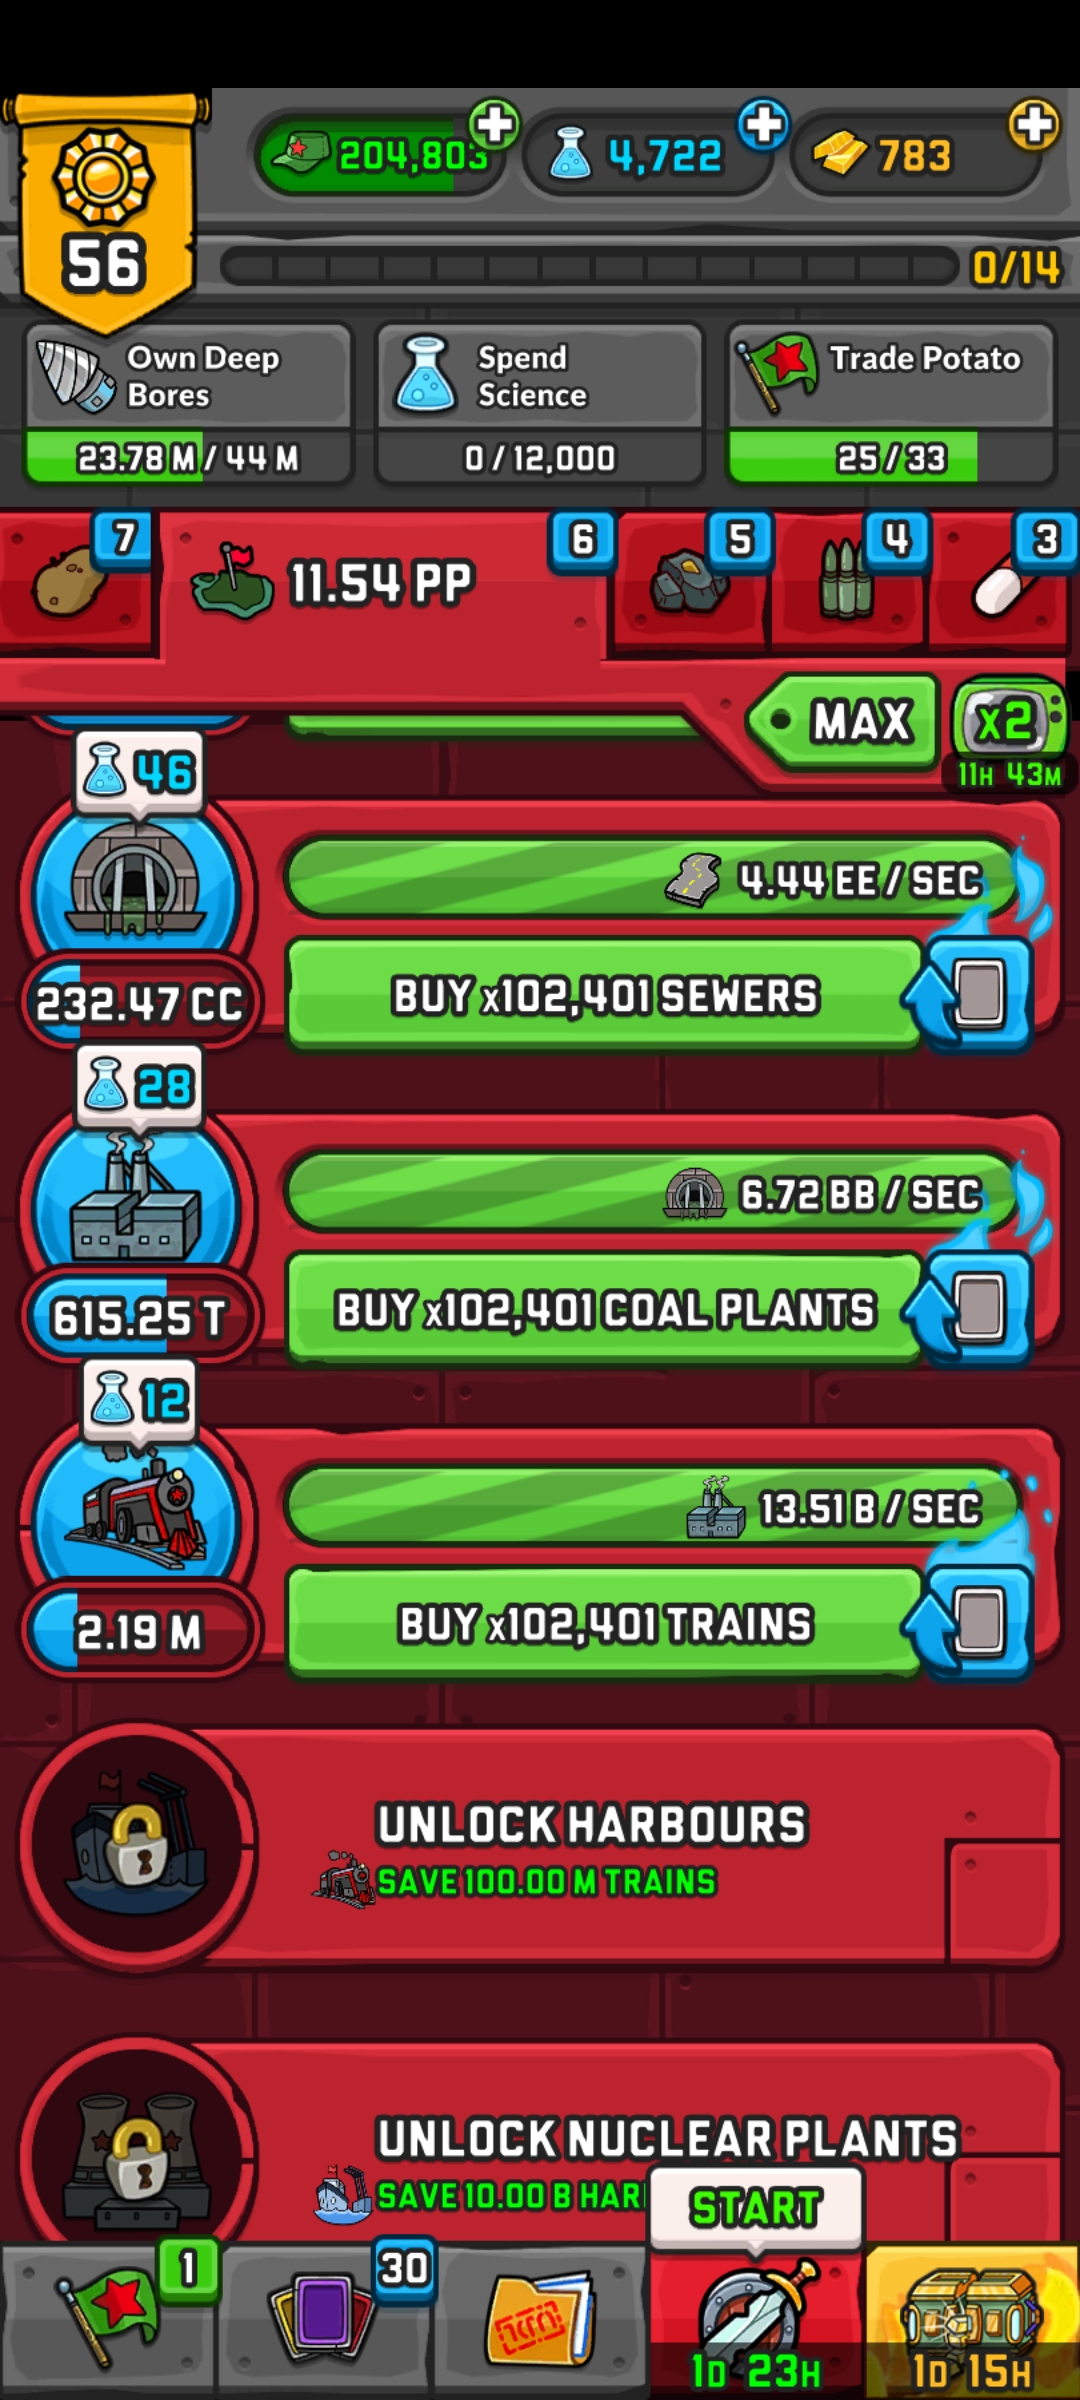 204,803
4,722
783
56
0/14
Own Deep
Bores
23.78 M / 44 M
Spend
Science
0 / 12,000
Trade Potato
25 / 33
7
11.54 PP
6
5
4
3
MAX
x2
11H 43M
46
4.44 EE / SEC
232.47 CC
BUY x102,401 SEWERS
28
6.72 BB / SEC
615.25 T
BUY x102,401 COAL PLANTS
12
13.51 B / SEC
2.19 M
BUY x102,401 TRAINS
UNLOCK HARBOURS
SAVE 100.00 M TRAINS
UNLOCK NUCLEAR PLANTS
SAVE 10.00 B HAR
START
1
30
1D 23H
1D 15H